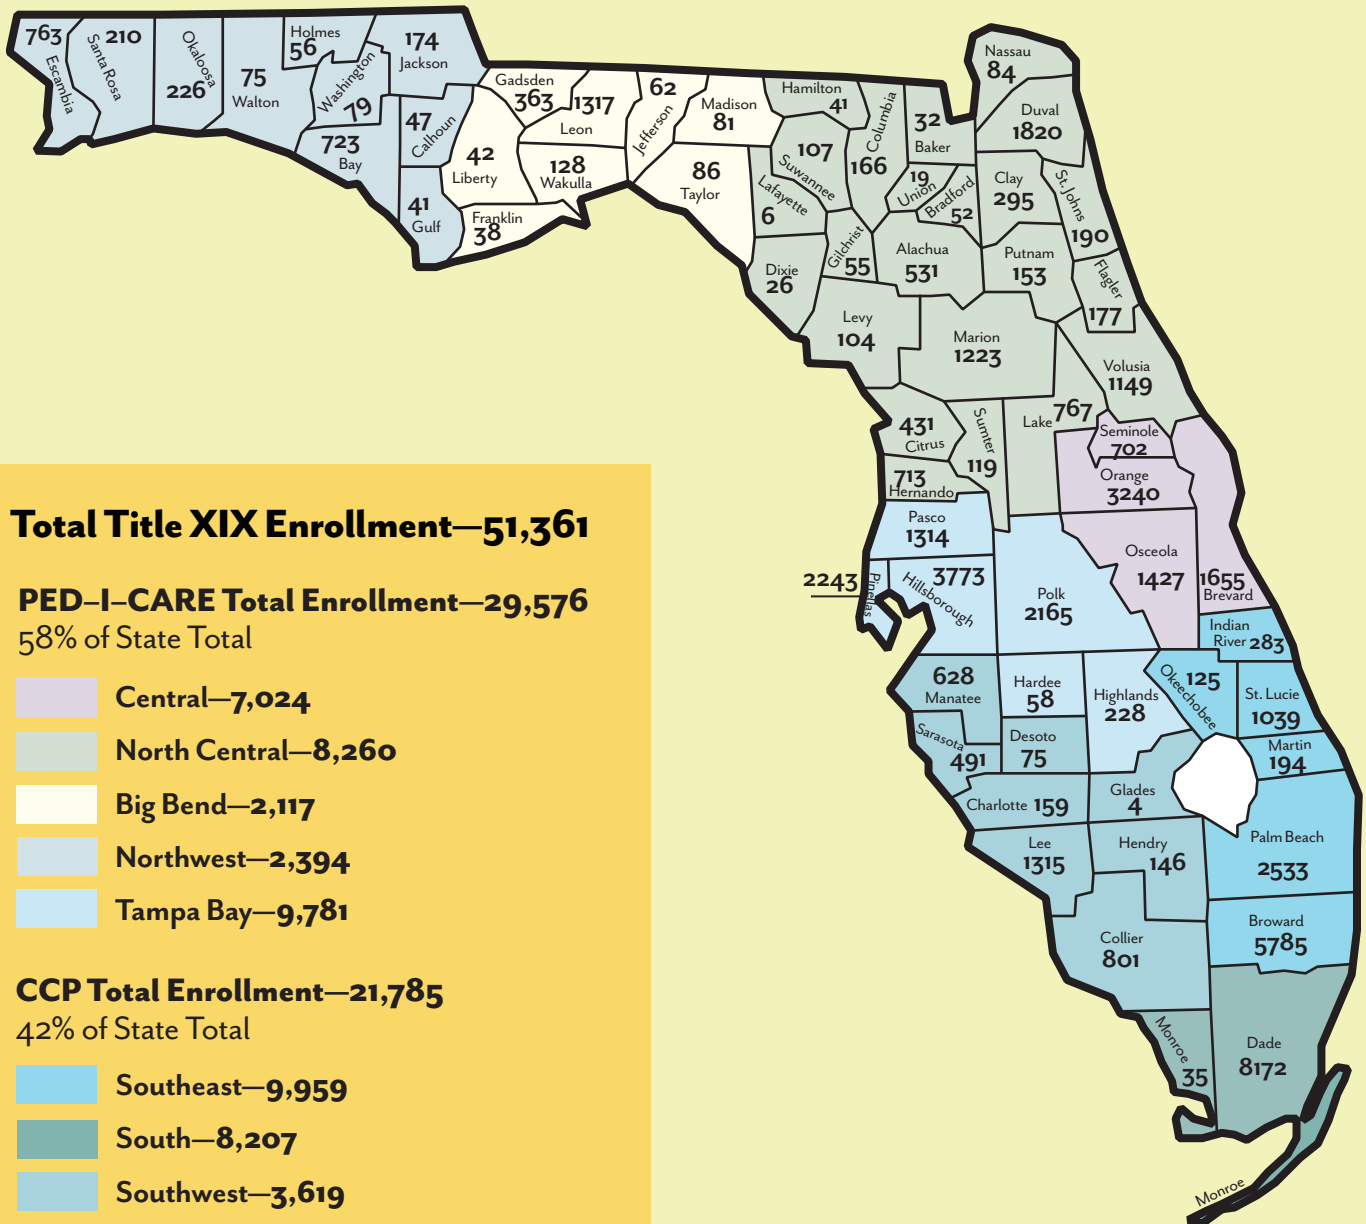 763
Escambia
Santa Rosa
210
Okaloosa
226
75
Walton
Holmes
56
Washington
79
174
Jackson
723
Bay
47
Calhoun
41
Gulf
Gadsden
363
1317
Leon
42
Liberty
128
Wakulla
Franklin
38
62
Jefferson
Madison
81
86
Taylor
Hamilton
41
107
Suwannee
Lafayette
6
Columbia
166
32
Baker
Nassau
84
Duval
1820
19
Union
Bradford
52
Clay
295
St. Johns
190
Dixie
26
Gilchrist
55
Alachua
531
Putnam
153
Flagler
177
Levy
104
Marion
1223
Volusia
1149
431
Citrus
Sumter
119
Lake 767
Seminole
702
Orange
3240
713
Hernando
Pasco
1314
2243
Pinellas
Hillsborough
3773
Polk
2165
Osceola
1427
1655
Brevard
Indian
River 283
628
Manatee
Hardee
58
Highlands
228
Okeechobee
125
St. Lucie
1039
Sarasota
491
Desoto
75
Martin
194
Charlotte 159
Glades
4
Lee
1315
Hendry
146
Palm Beach
2533
Collier
801
Broward
5785
Monroe
35
Dade
8172
Monroe
Total Title XIX Enrollment—51,361
PED–I–CARE Total Enrollment—29,576
58% of State Total
Central—7,024
North Central—8,260
Big Bend—2,117
Northwest—2,394
Tampa Bay—9,781
CCP Total Enrollment—21,785
42% of State Total
Southeast—9,959
South—8,207
Southwest—3,619